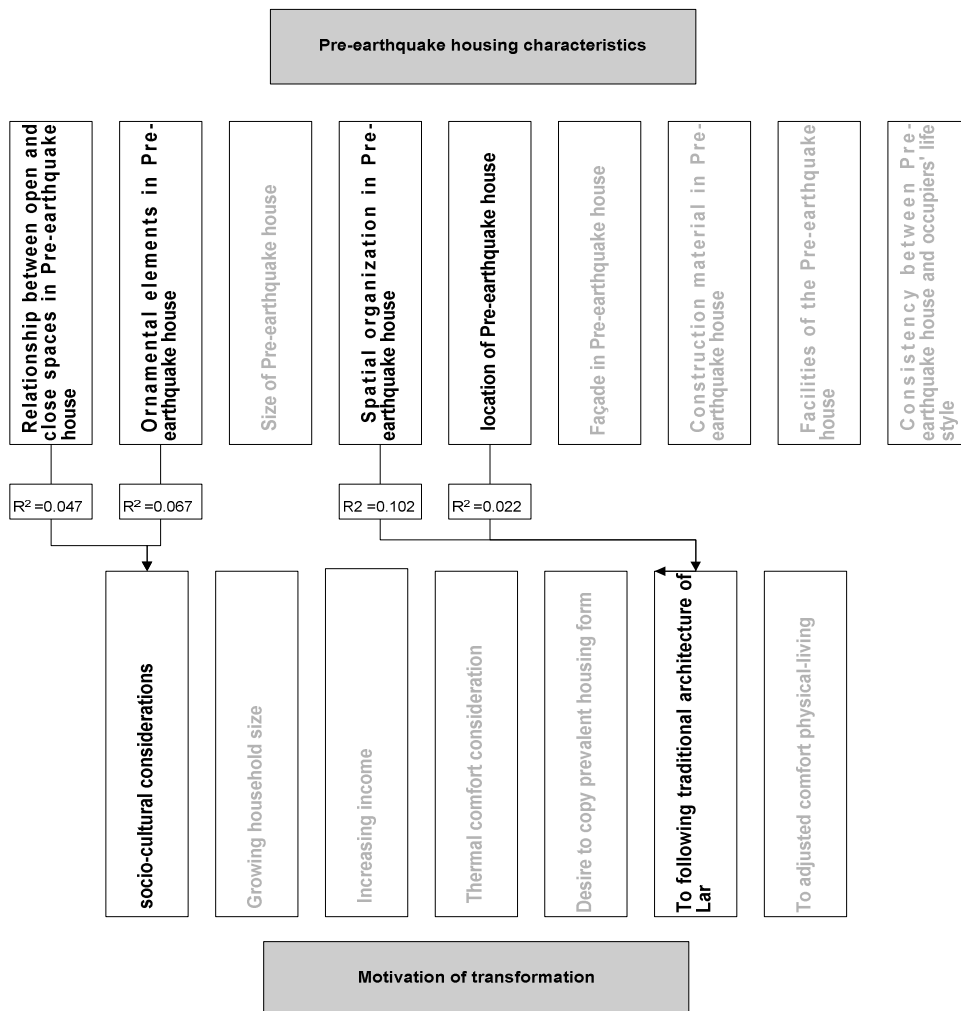 Pre-earthquake housing characteristics
Relationship between open and
close spaces in Pre-earthquake
house
Ornamental elements in Pre-
earthquake house
Size of Pre-earthquake house
Spatial organization in Pre-
earthquake house
location of Pre-earthquake house
Façade in Pre-earthquake house
Construction material in Pre-
earthquake house
Facilities of the Pre-earthquake
house
Consistency between Pre-
earthquake house and occupiers' life
style
R² =0.047
R² =0.067
R2 =0.102
R² =0.022
socio-cultural considerations
Growing household size
Increasing income
Thermal comfort consideration
Desire to copy prevalent housing form
To following traditional architecture of
Lar
To adjusted comfort physical-living
Motivation of transformation